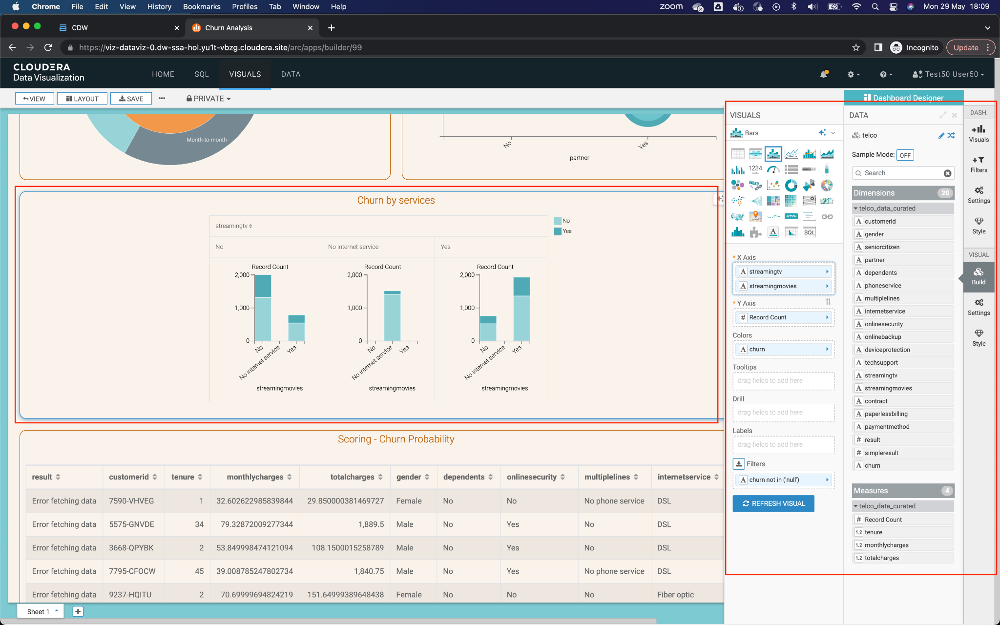 Chrome File Edit View History Bookmarks Profiles Tab Window Help zoom Mon 29 May 18:09
CDW
Churn Analysis
https://viz-dataviz-0.dw-ssa-hol.yu1t-vbzg.cloudera.site/arc/apps/builder/99
Incognito
Update
CLOUDERA
Data Visualization
HOME SQL VISUALS DATA
Test50 User50
VIEW LAYOUT SAVE PRIVATE
Dashboard Designer
Month-to-month
No Yes
partner
Churn by services
streamingtv
No
Yes
No No internet service Yes
Record Count Record Count Record Count
2,000 2,000 2,000
1,000 1,000 1,000
0 0 0
No No internet service Yes No No internet service Yes No No internet service Yes
streamingmovies streamingmovies streamingmovies
Scoring - Churn Probability
result customerid tenure monthlycharges totalcharges gender dependents onlinesecurity multiplelines internetservice
Error fetching data 7590-VHVEG 1 32.602622985839844 29.850000381469727 Female No No No phone service DSL
Error fetching data 5575-GNVDE 34 79.32872009277344 1,889.5 Male No Yes No DSL
Error fetching data 3668-QPYBK 2 53.849998474121094 108.1500015258789 Male No Yes No DSL
Error fetching data 7795-CFOCW 45 39.008785247802734 1,840.75 Male No Yes No phone service DSL
Error fetching data 9237-HQITU 2 70.69999694824219 151.64999389648438 Female No No No Fiber optic
Sheet 1
VISUALS
Bars
1234
LABEL
WORD
CLOUD
ACTION
A
SQL
* X Axis
A streamingtv
A streamingmovies
* Y Axis
# Record Count
Colors
A churn
Tooltips
drag fields to add here
Drill
drag fields to add here
Labels
drag fields to add here
Filters
A churn not in ('null')
REFRESH VISUAL
DATA
telco
Sample Mode: OFF
Search
Dimensions 20
telco_data_curated
A customerid
A gender
A seniorcitizen
A partner
A dependents
A phoneservice
A multiplelines
A internetservice
A onlinesecurity
A onlinebackup
A deviceprotection
A techsupport
A streamingtv
A streamingmovies
A contract
A paperlessbilling
A paymentmethod
# result
# simpleresult
A churn
Measures 4
telco_data_curated
# Record Count
1.2 tenure
1.2 monthlycharges
1.2 totalcharges
DASH.
Visuals
Filters
Settings
Style
VISUAL
Build
Settings
Style